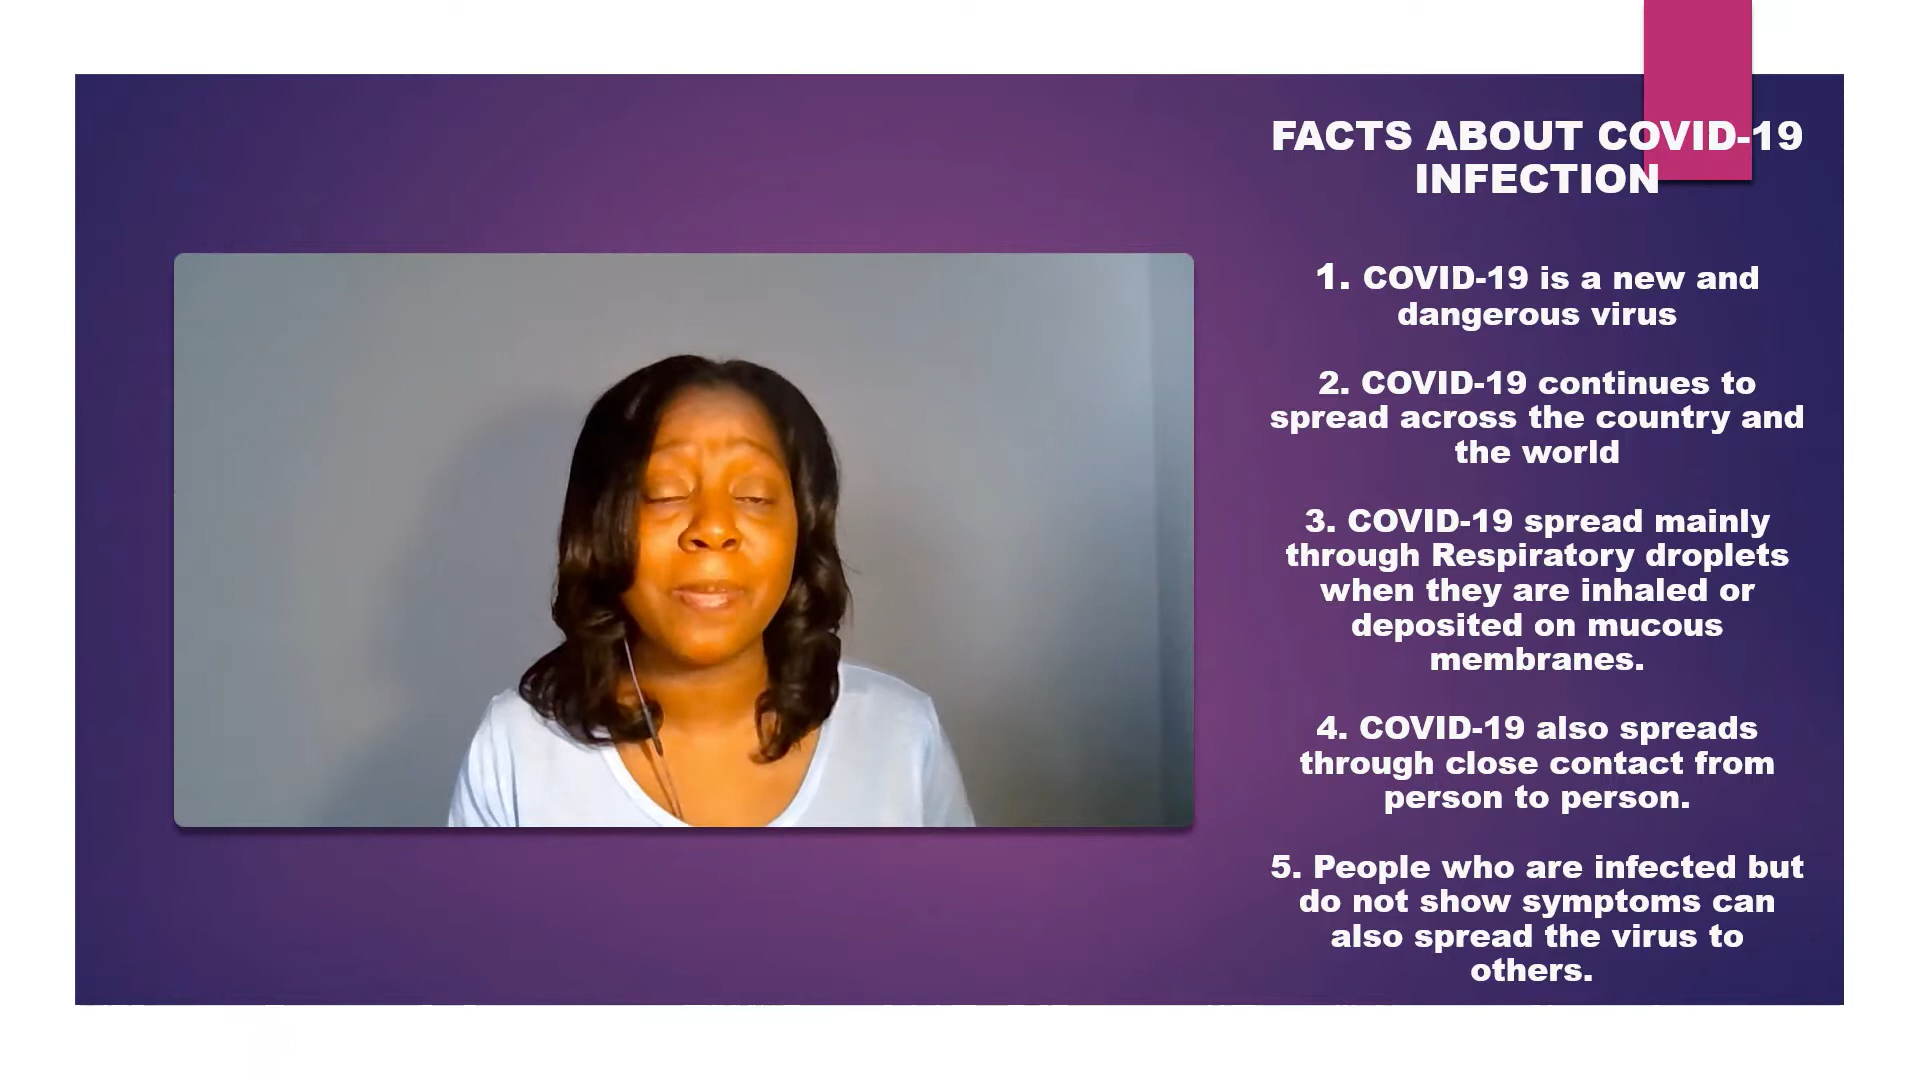 FACTS ABOUT COVID-19
INFECTION
1. COVID-19 is a new and
dangerous virus
2. COVID-19 continues to
spread across the country and
the world
3. COVID-19 spread mainly
through Respiratory droplets
when they are inhaled or
deposited on mucous
membranes.
4. COVID-19 also spreads
through close contact from
person to person.
5. People who are infected but
do not show symptoms can
also spread the virus to
others.